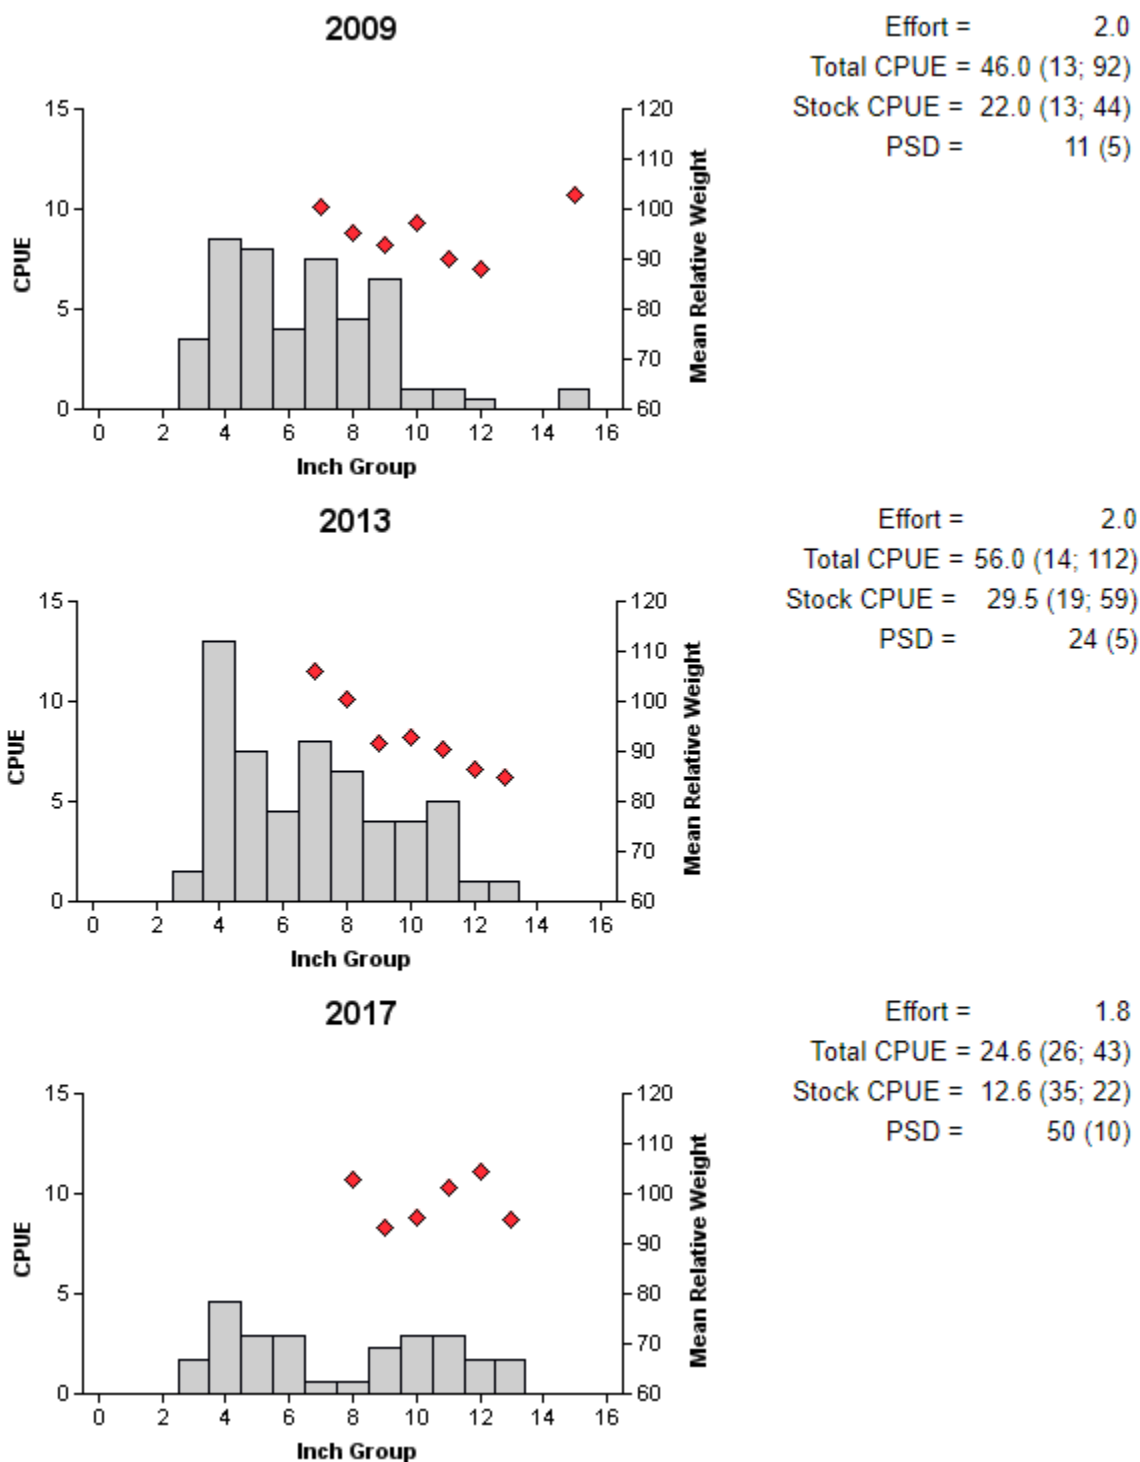 2009
Effort = 2.0
Total CPUE = 46.0 (13; 92)
Stock CPUE = 22.0 (13; 44)
PSD = 11 (5)
15
10
5
0
CPUE
120
110
100
90
80
70
60
Mean Relative Weight
0 2 4 6 8 10 12 14 16
Inch Group
2013
Effort = 2.0
Total CPUE = 56.0 (14; 112)
Stock CPUE = 29.5 (19; 59)
PSD = 24 (5)
15
10
5
0
CPUE
120
110
100
90
80
70
60
Mean Relative Weight
0 2 4 6 8 10 12 14 16
Inch Group
2017
Effort = 1.8
Total CPUE = 24.6 (26; 43)
Stock CPUE = 12.6 (35; 22)
PSD = 50 (10)
15
10
5
0
CPUE
120
110
100
90
80
70
60
Mean Relative Weight
0 2 4 6 8 10 12 14 16
Inch Group